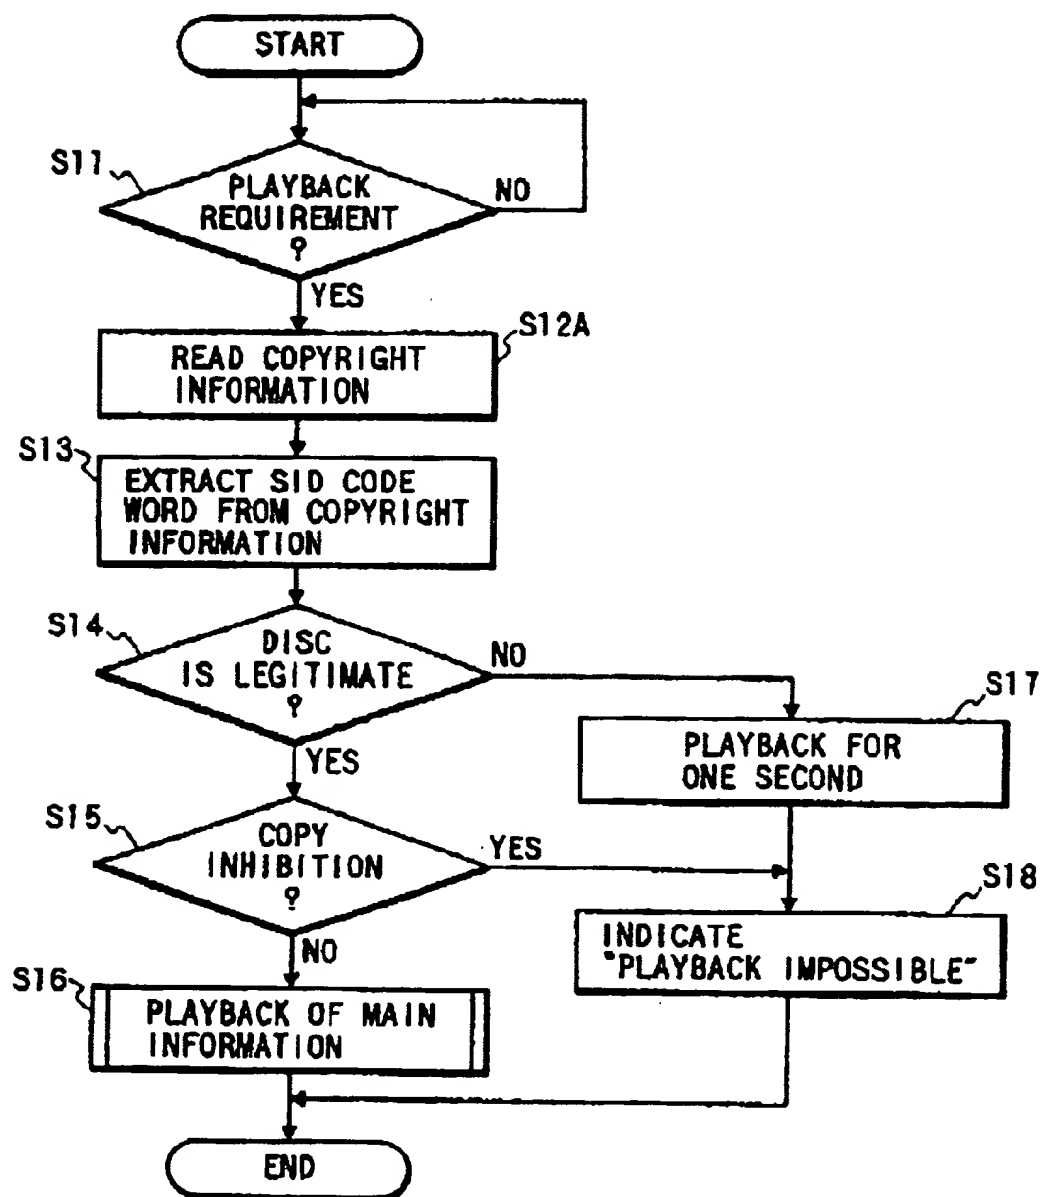 START
S11
PLAYBACK
REQUIREMENT
?
NO
YES
S12A
READ COPYRIGHT
INFORMATION
S13
EXTRACT SID CODE
WORD FROM COPYRIGHT
INFORMATION
S14
DISC
IS LEGITIMATE
?
NO
YES
S17
PLAYBACK FOR
ONE SECOND
S15
COPY
INHIBITION
?
YES
NO
S18
INDICATE
"PLAYBACK IMPOSSIBLE"
S16
PLAYBACK OF MAIN
INFORMATION
END